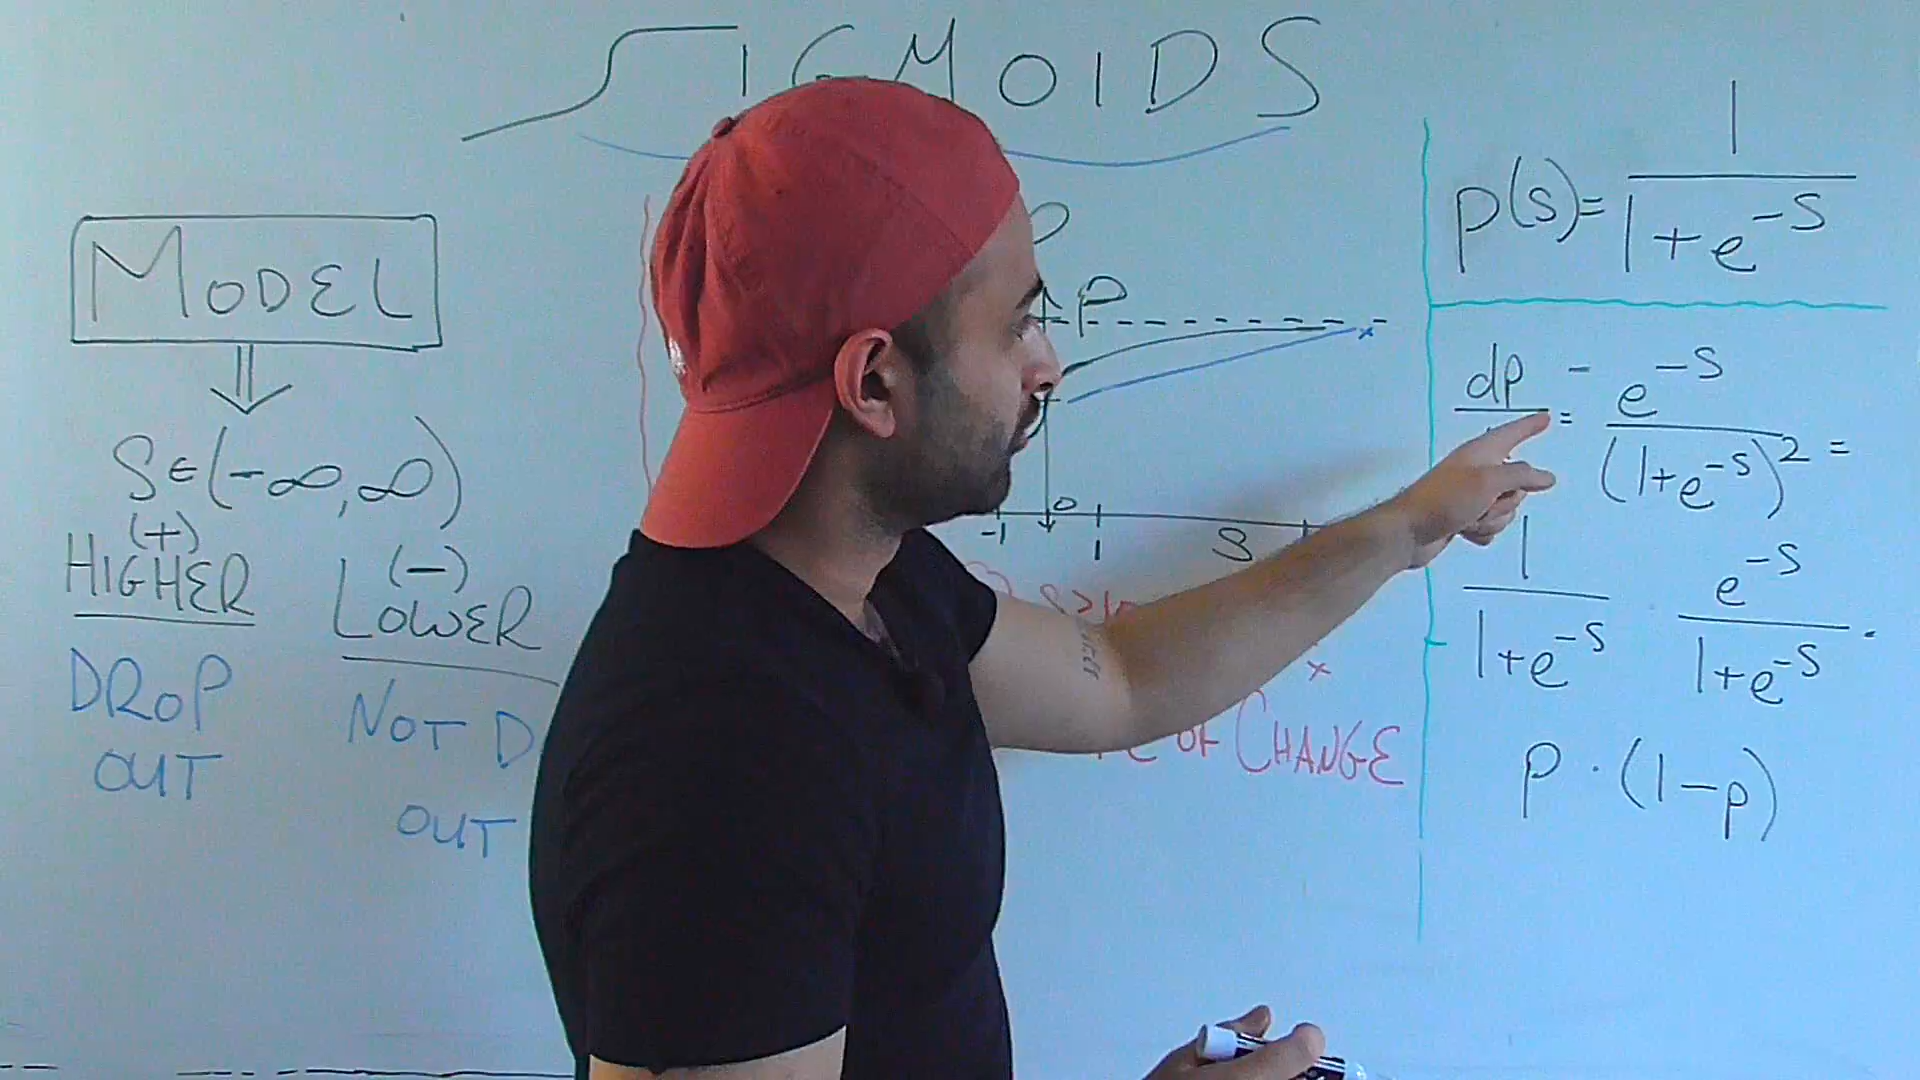 SIGMOIDS
MODEL
S∈(-∞,∞)
(+)
HIGHER
DROP
OUT
(-)
LOWER
NOT D
OUT
P
0
-1
1
S
OF CHANGE
p(s)= 1/(1+e^-s)
dp = e^-s/(1+e^-s)^2 =
1/(1+e^-s) e^-s/(1+e^-s) .
p · (1-p)